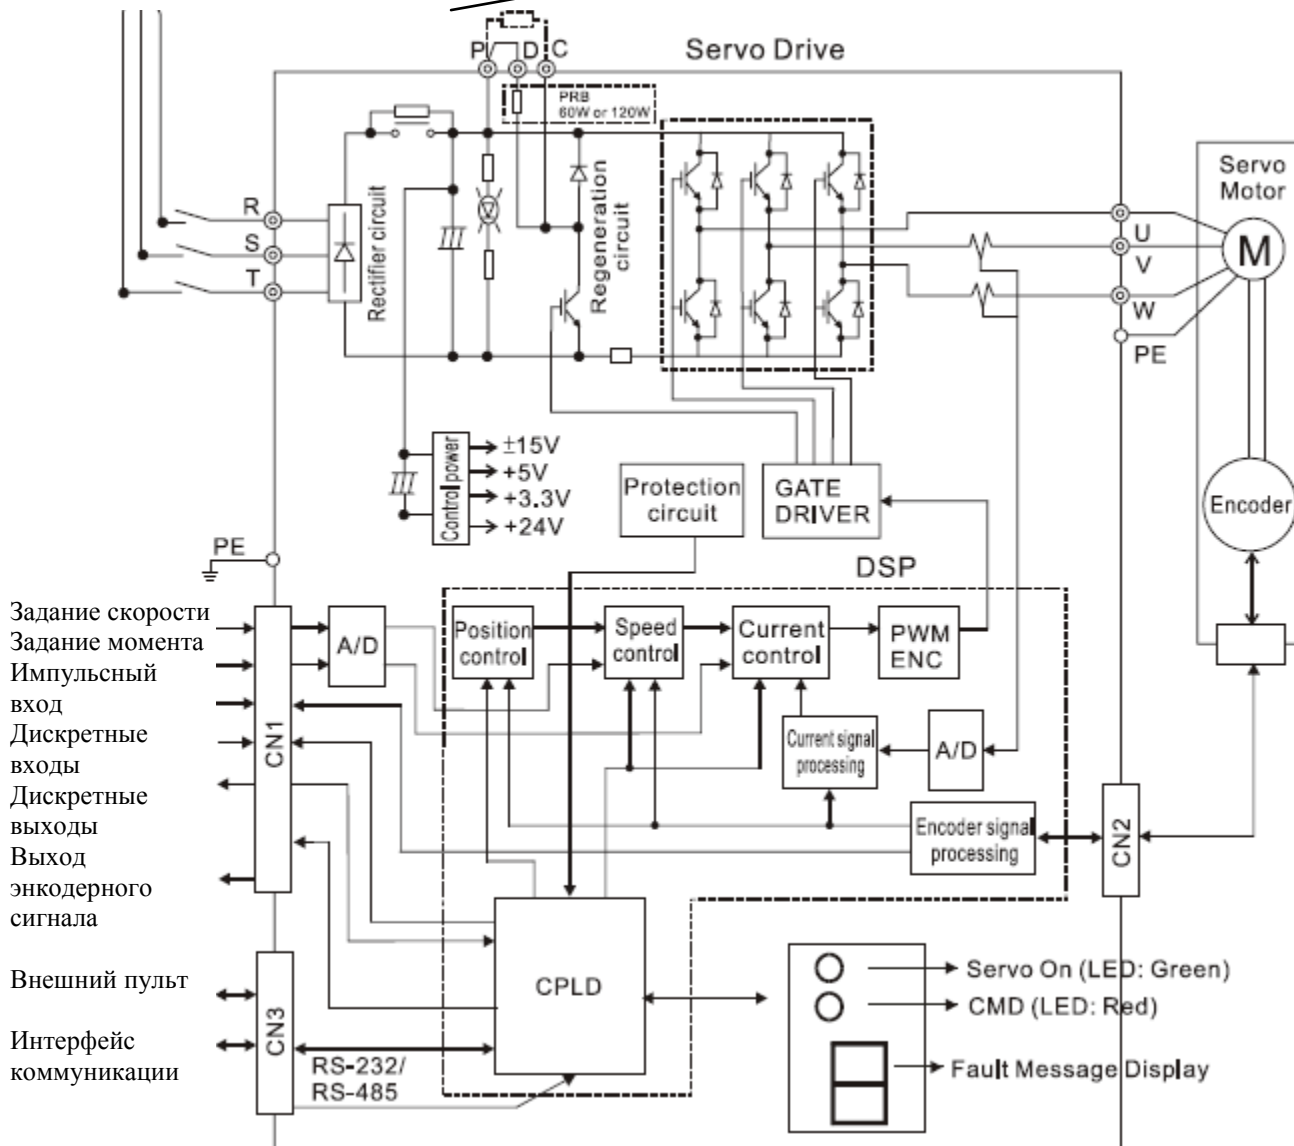 P D C
Servo Drive
PRB
60W or 120W
Servo
Motor
R
S
T
Rectifier circuit
Regeneration
circuit
U
V
W
PE
M
Encoder
Control power
±15V
+5V
+3.3V
+24V
Protection
circuit
GATE
DRIVER
PE
DSP
Задание скорости
Задание момента
Импульсный
вход
Дискретные
входы
Дискретные
выходы
Выход
энкодерного
сигнала
CN1
A/D
Position
control
Speed
control
Current
control
PWM
ENC
Current signal
processing
A/D
Encoder signal
processing
CN2
Внешний пульт
Интерфейс
коммуникации
CN3
RS-232/
RS-485
CPLD
Servo On (LED: Green)
CMD (LED: Red)
Fault Message Display